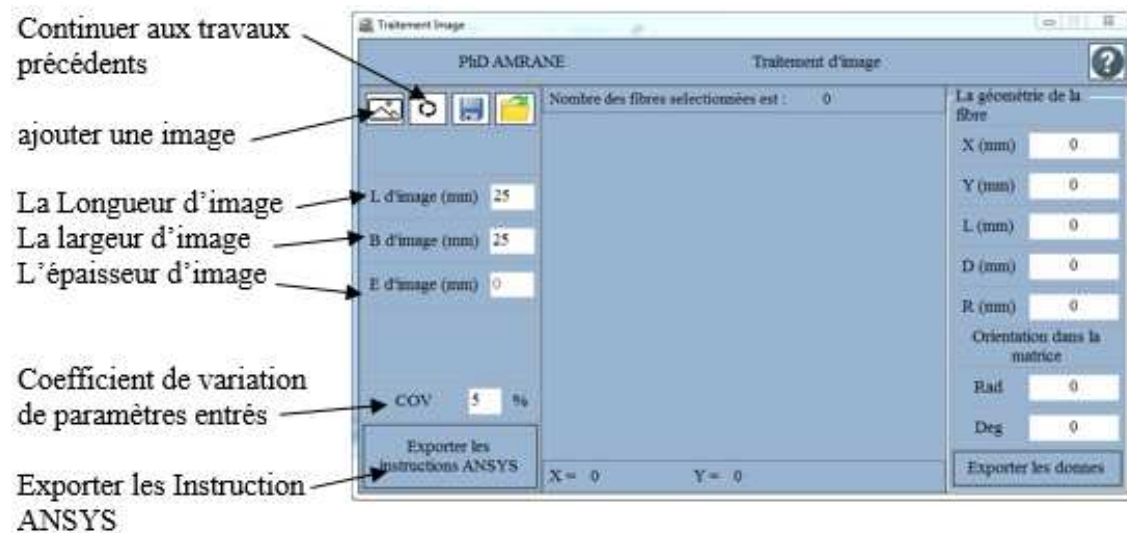 Continuer aux travaux
précédents
ajouter une image
La Longueur d'image
La largeur d'image
L'épaisseur d'image
Coefficient de variation
de paramètres entrés
Exporter les Instruction
ANSYS
Traitement Image
PhD AMRANE
Traitement d'image
?
Nombre des fibres selectionnées est : 0
L d'image (mm) 25
B d'image (mm) 25
E d'image (mm) 0
COV 5 %
Exporter les
instructions ANSYS
X = 0 Y = 0
La géométrie de la
fibre
X (mm) 0
Y (mm) 0
L (mm) 0
D (mm) 0
R (mm) 0
Orientation dans la
matrice
Rad 0
Deg 0
Exporter les donnes